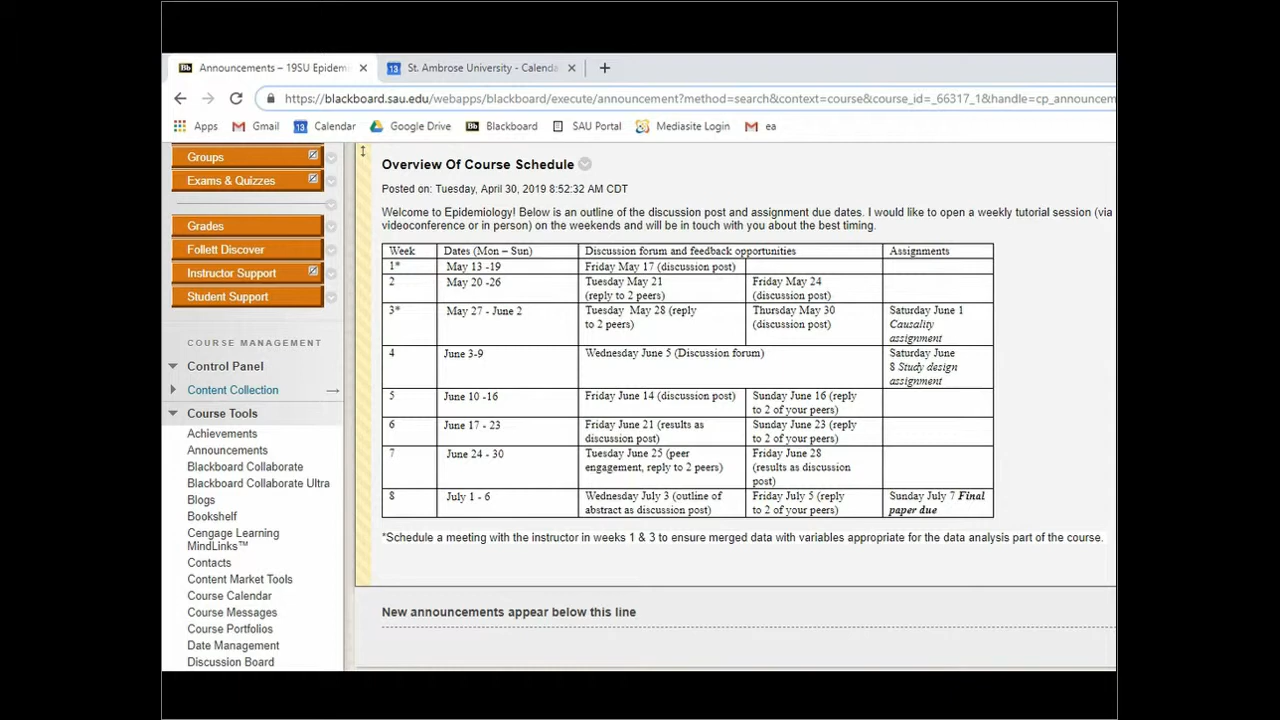 Announcements – 19SU Epidem
St. Ambrose University - Calenda
https://blackboard.sau.edu/webapps/blackboard/execute/announcement?method=search&context=course&course_id=_66317_1&handle=cp_announcem
Apps Gmail Calendar Google Drive Blackboard SAU Portal Mediasite Login ea
Groups
Exams & Quizzes
Grades
Follett Discover
Instructor Support
Student Support
COURSE MANAGEMENT
Control Panel
Content Collection
Course Tools
Achievements
Announcements
Blackboard Collaborate
Blackboard Collaborate Ultra
Blogs
Bookshelf
Cengage Learning
MindLinks™
Contacts
Content Market Tools
Course Calendar
Course Messages
Course Portfolios
Date Management
Discussion Board
Overview Of Course Schedule
Posted on: Tuesday, April 30, 2019 8:52:32 AM CDT
Welcome to Epidemiology! Below is an outline of the discussion post and assignment due dates. I would like to open a weekly tutorial session (via
videoconference or in person) on the weekends and will be in touch with you about the best timing.
Week Dates (Mon – Sun) Discussion forum and feedback opportunities Assignments
1* May 13 -19 Friday May 17 (discussion post)
2 May 20 -26 Tuesday May 21 Friday May 24
(reply to 2 peers) (discussion post)
3* May 27 - June 2 Tuesday May 28 (reply Thursday May 30 Saturday June 1
to 2 peers) (discussion post) Causality
assignment
4 June 3-9 Wednesday June 5 (Discussion forum) Saturday June
8 Study design
assignment
5 June 10 -16 Friday June 14 (discussion post) Sunday June 16 (reply
to 2 of your peers)
6 June 17 - 23 Friday June 21 (results as Sunday June 23 (reply
discussion post) to 2 of your peers)
7 June 24 - 30 Tuesday June 25 (peer Friday June 28
engagement, reply to 2 peers) (results as discussion
post)
8 July 1 - 6 Wednesday July 3 (outline of Friday July 5 (reply Sunday July 7 Final
abstract as discussion post) to 2 of your peers) paper due
*Schedule a meeting with the instructor in weeks 1 & 3 to ensure merged data with variables appropriate for the data analysis part of the course.
New announcements appear below this line